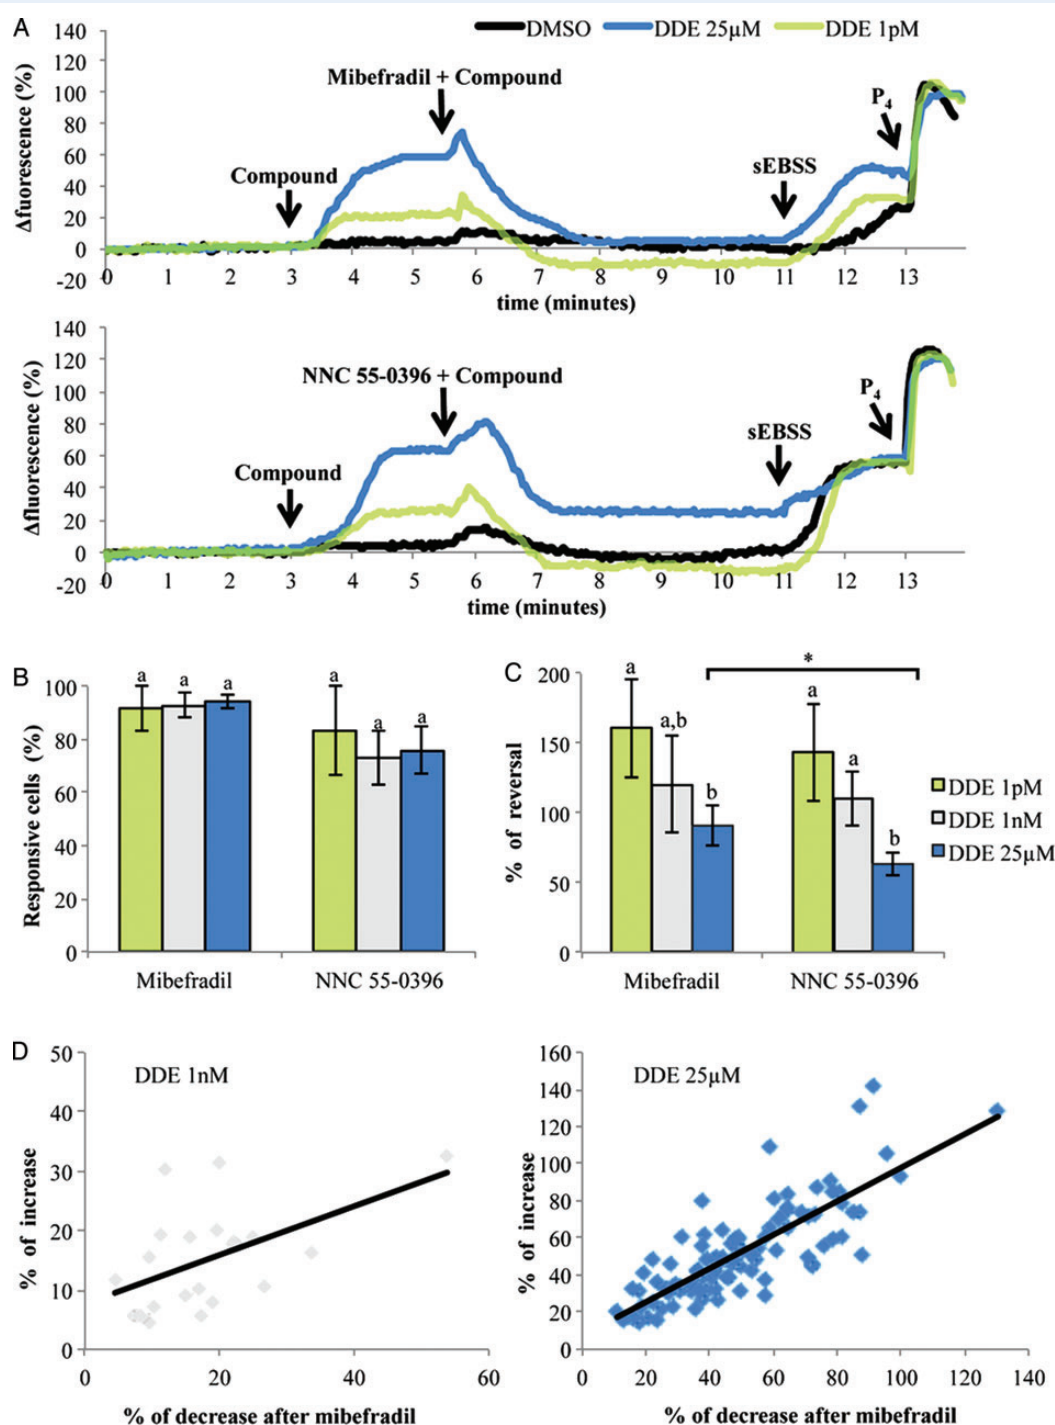 A
DMSO DDE 25µM DDE 1pM
140
120
100
80
60
40
20
0
-20
Δfuorescence (%)
Mibefradil + Compound
Compound
sEBSS
P4
0 1 2 3 4 5 6 7 8 9 10 11 12 13
time (minutes)
140
120
100
80
60
40
20
0
-20
Δfuorescence (%)
NNC 55-0396 + Compound
Compound
sEBSS
P4
0 1 2 3 4 5 6 7 8 9 10 11 12 13
time (minutes)
B
100
80
60
40
20
0
Responsive cells (%)
a a a a a a
Mibefradil NNC 55-0396
C
200
150
100
50
0
% of reversal
*
a a,b b a a b
Mibefradil NNC 55-0396
DDE 1pM
DDE 1nM
DDE 25µM
D
50
40
30
20
10
0
% of increase
DDE 1nM
0 20 40 60
% of decrease after mibefradil
160
140
120
100
80
60
40
20
0
% of increase
DDE 25µM
0 20 40 60 80 100 120 140
% of decrease after mibefradil